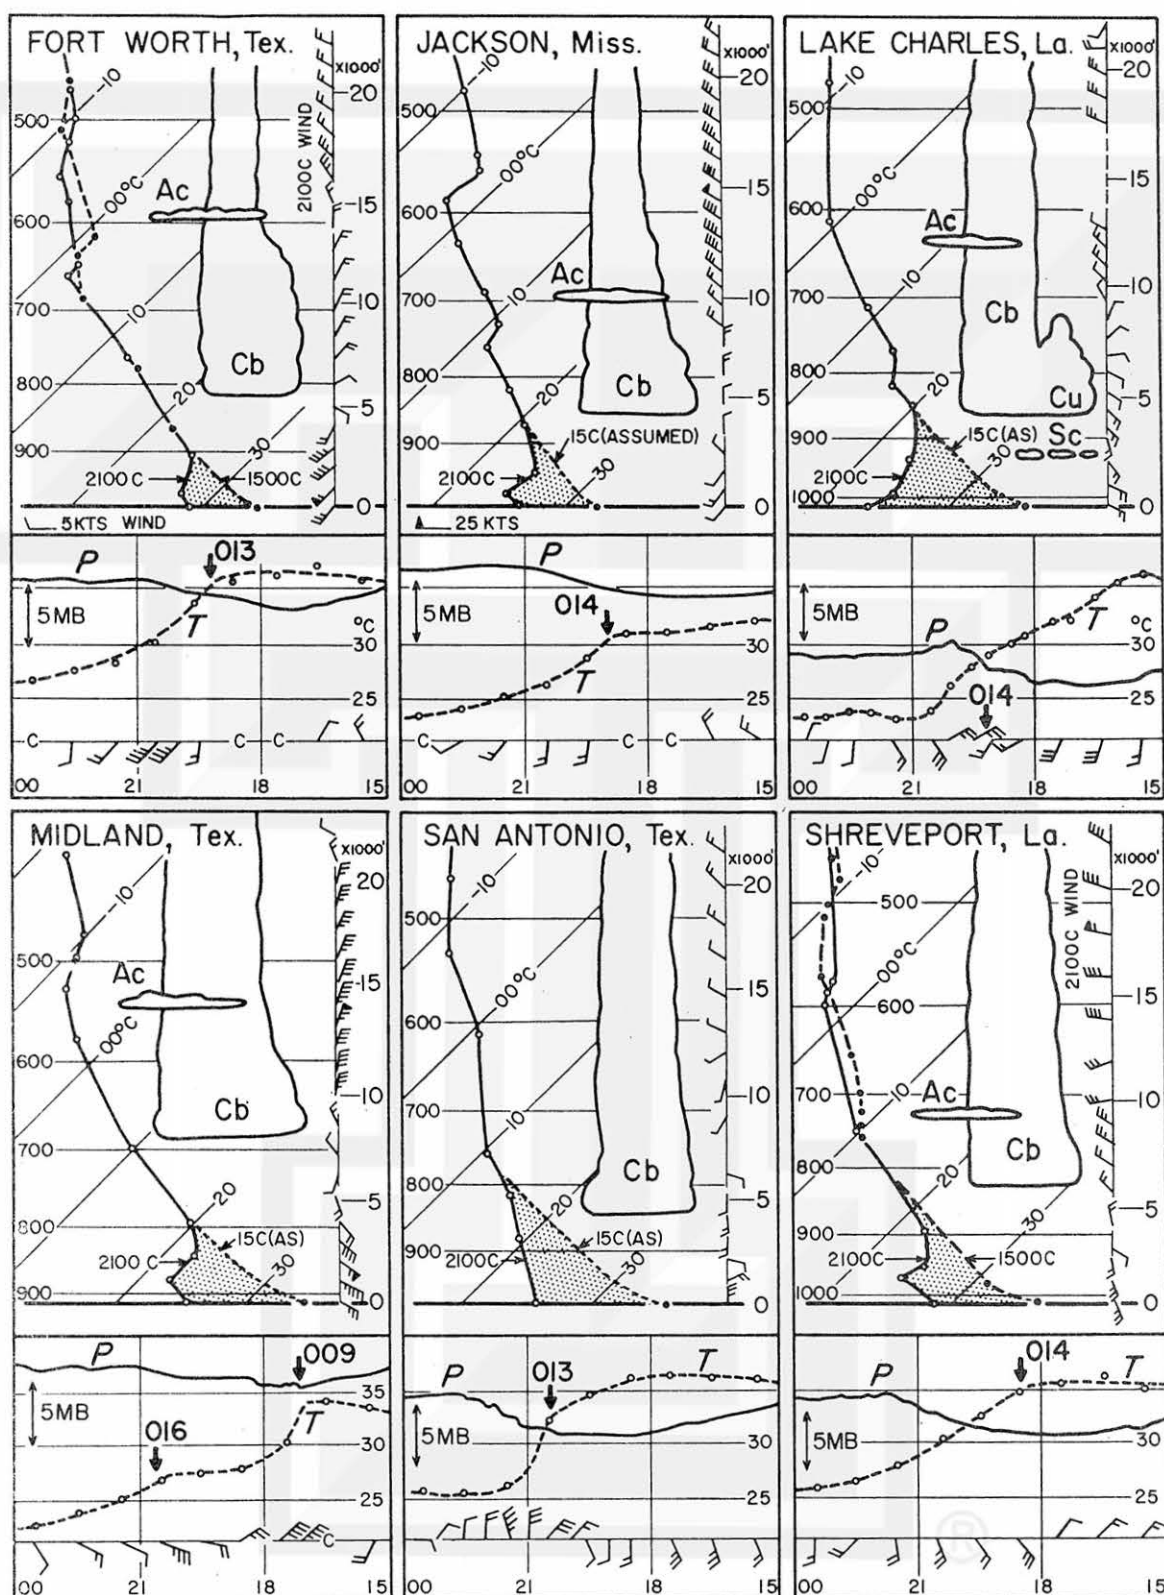 FORT WORTH, Tex.
-10
X1000'
20
500
2100C WIND
00°C
Ac
15
600
10
10
700
Cb
800
20
5
30
900
2100C
1500C
0
5 KTS WIND
P
013
5MB
T
°C
30
25
C
C
C
00
21
18
15
JACKSON, Miss.
-10
X1000'
20
500
00°C
15
600
Ac
10
10
700
Cb
800
20
5
15C(ASSUMED)
900
30
2100C
0
25 KTS
P
5MB
014
T
C
C
C
00
21
18
15
LAKE CHARLES, La.
-10
X1000'
20
500
00°C
15
600
Ac
10
10
700
Cb
800
20
5
Cu
15C(AS)
Sc
900
30
2100C
1000
0
5MB
P
°C
30
014
25
00
21
18
15
MIDLAND, Tex.
X1000'
20
-10
500
Ac
15
00°C
600
10
Cb
10
700
20
5
800
15C(AS)
2100C
30
900
0
P
009
35
5MB
016
T
30
25
C
00
21
18
15
SAN ANTONIO, Tex.
X1000'
-10
20
500
00°C
15
600
10
700
10
Cb
800
20
5
15C(AS)
900
2100C
30
0
P
013
T
5MB
30
25
00
21
18
15
SHREVEPORT, La.
X1000'
-10
20
500
2100C WIND
00°C
15
600
10
Ac
700
10
Cb
800
20
5
30
900
2100C
1500C
1000
0
P
014
T
5MB
30
25
00
21
18
15
®